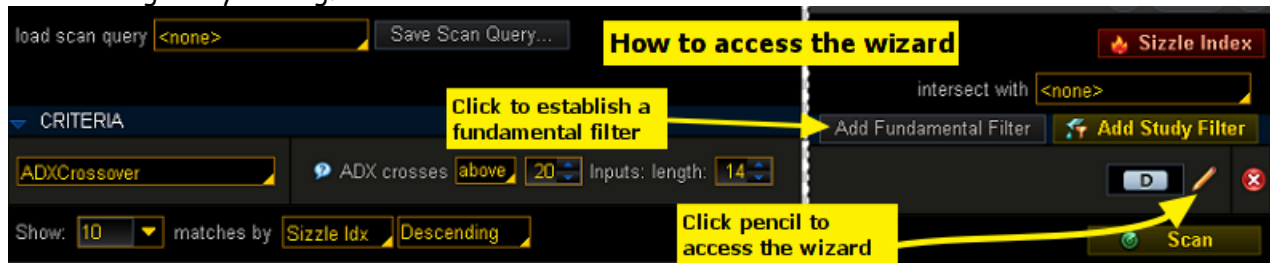 load scan query <none> Save Scan Query... How to access the wizard Sizzle Index
intersect with <none>
Click to establish a
fundamental filter
CRITERIA Add Fundamental Filter Add Study Filter
ADXCrossover ADX crosses above 20 Inputs: length: 14 D
Click pencil to
access the wizard
Show: 10 matches by Sizzle Idx Descending Scan